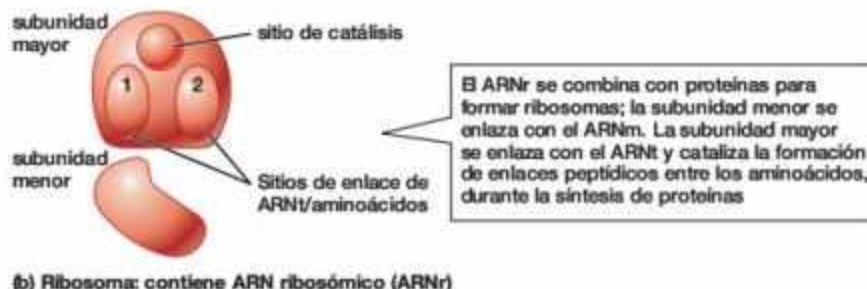 subunidad
mayor
sitio de catálisis
1
2
El ARNr se combina con proteínas para
formar ribosomas; la subunidad menor se
enlaza con el ARNm. La subunidad mayor
se enlaza con el ARNt y cataliza la formación
de enlaces peptídicos entre los aminoácidos,
durante la síntesis de proteínas
subunidad
menor
Sitios de enlace de
ARNt/aminoácidos
(b) Ribosoma: contiene ARN ribosómico (ARNr)